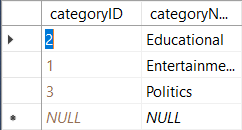 categoryID categoryN...
2 Educational
1 Entertainme...
3 Politics
NULL NULL